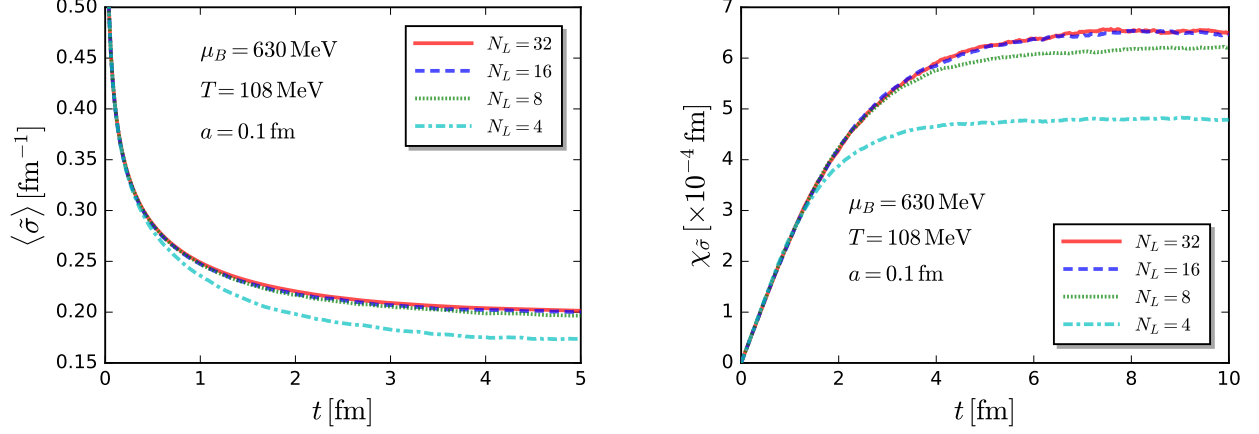 0.50
0.45
0.40
0.35
0.30
0.25
0.20
0.15
⟨σ̃⟩ [fm⁻¹]
μ_B = 630 MeV
T = 108 MeV
a = 0.1 fm
N_L = 32
N_L = 16
N_L = 8
N_L = 4
0 1 2 3 4 5
t [fm]
7
6
5
4
3
2
1
0
χ_σ̃ [×10⁻⁴ fm]
μ_B = 630 MeV
T = 108 MeV
a = 0.1 fm
N_L = 32
N_L = 16
N_L = 8
N_L = 4
0 2 4 6 8 10
t [fm]